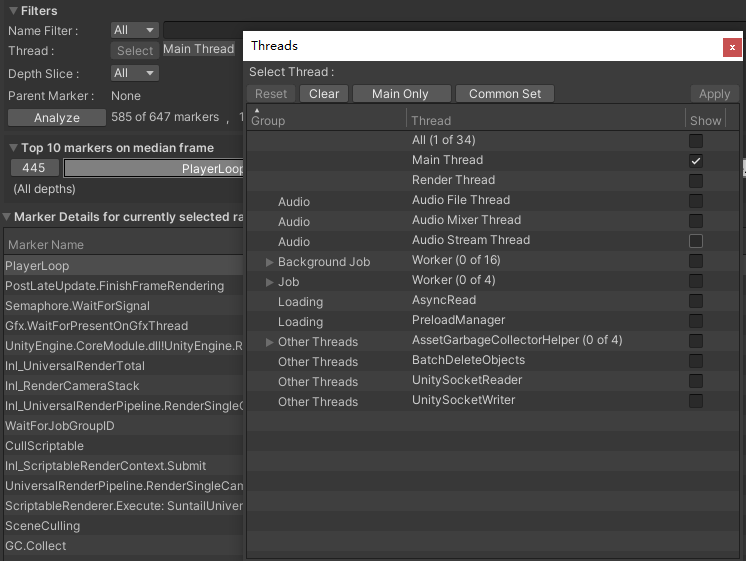 Filters
Name Filter : All
Thread : Select Main Thread
Depth Slice : All
Parent Marker : None
Analyze 585 of 647 markers ,
Top 10 markers on median frame
445 PlayerLoop
(All depths)
Marker Details for currently selected ra
Marker Name
PlayerLoop
PostLateUpdate.FinishFrameRendering
Semaphore.WaitForSignal
Gfx.WaitForPresentOnGfxThread
UnityEngine.CoreModule.dll!UnityEngine.R
Inl_UniversalRenderTotal
Inl_RenderCameraStack
Inl_UniversalRenderPipeline.RenderSingleC
WaitForJobGroupID
CullScriptable
Inl_ScriptableRenderContext.Submit
UniversalRenderPipeline.RenderSingleCam
ScriptableRenderer.Execute: SuntailUniver
SceneCulling
GC.Collect
Threads
x
Select Thread :
Reset Clear Main Only Common Set Apply
Group Thread Show
All (1 of 34)
Main Thread
Render Thread
Audio Audio File Thread
Audio Audio Mixer Thread
Audio Audio Stream Thread
Background Job Worker (0 of 16)
Job Worker (0 of 4)
Loading AsyncRead
Loading PreloadManager
Other Threads AssetGarbageCollectorHelper (0 of 4)
Other Threads BatchDeleteObjects
Other Threads UnitySocketReader
Other Threads UnitySocketWriter